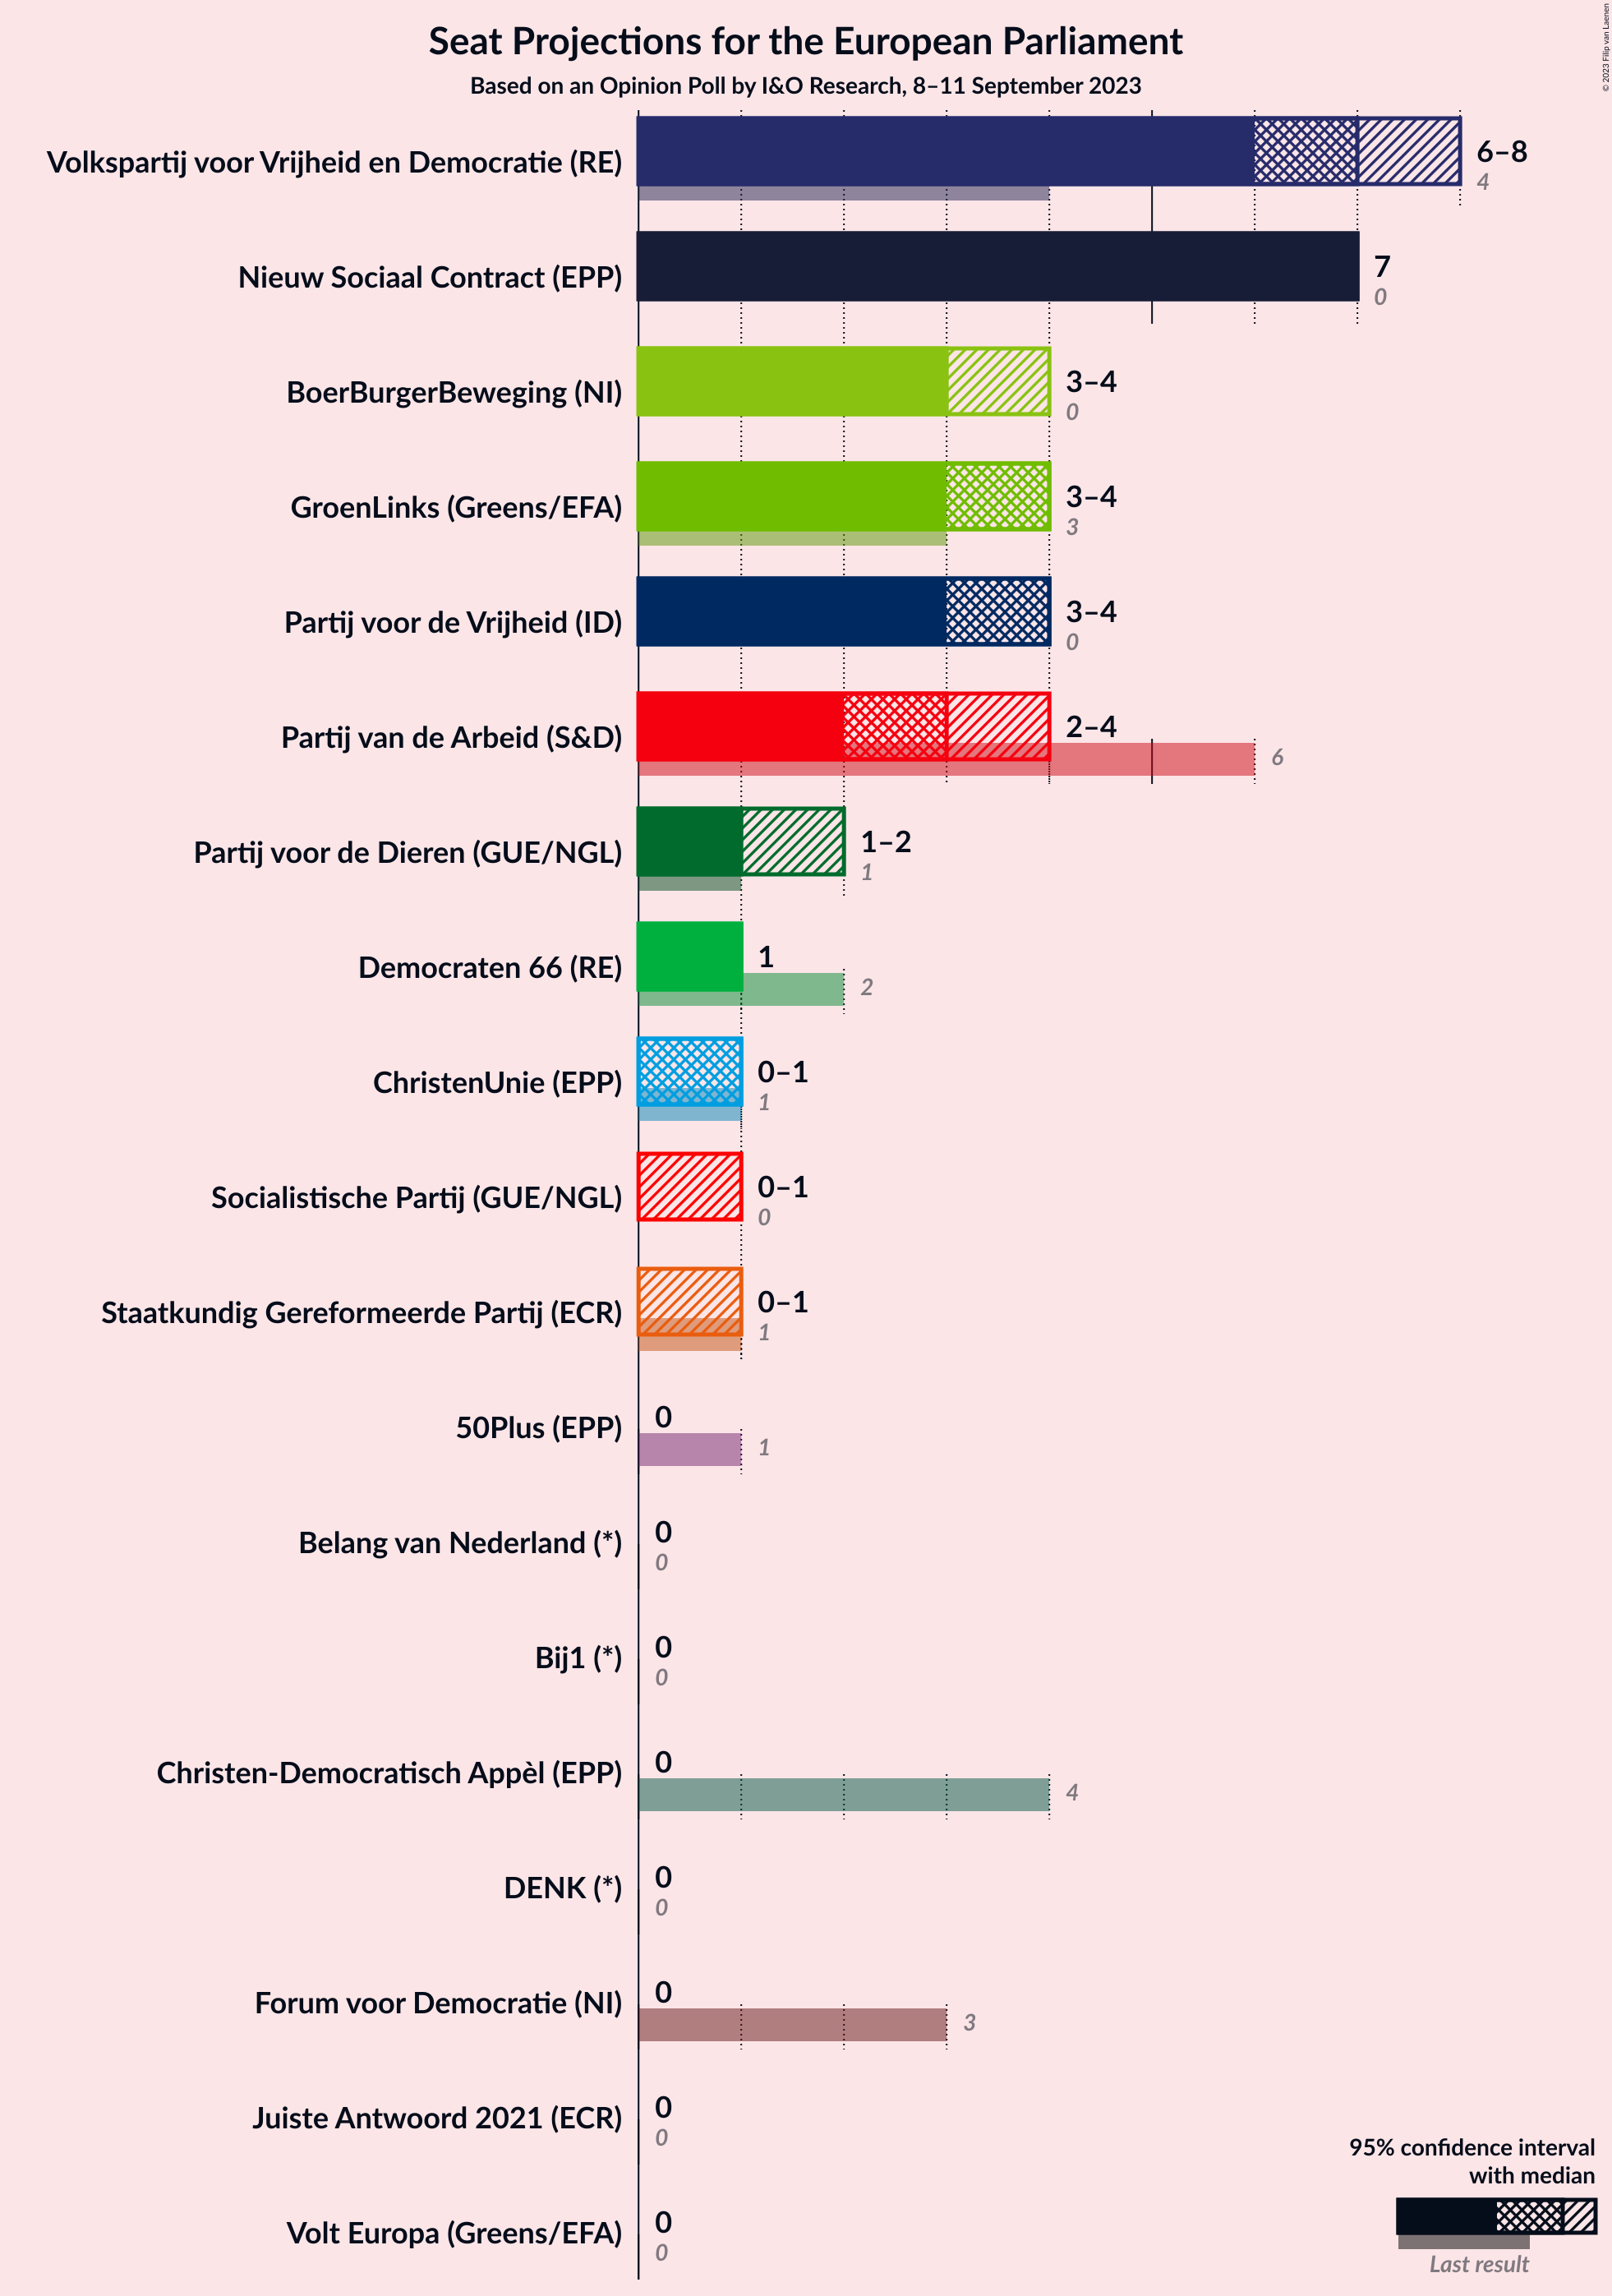 Seat Projections for the European Parliament
Based on an Opinion Poll by I&O Research, 8–11 September 2023
© 2023 Filip van Laenen
Volkspartij voor Vrijheid en Democratie (RE)
6–8
4
Nieuw Sociaal Contract (EPP)
7
0
BoerBurgerBeweging (NI)
3–4
0
GroenLinks (Greens/EFA)
3–4
3
Partij voor de Vrijheid (ID)
3–4
0
Partij van de Arbeid (S&D)
2–4
6
Partij voor de Dieren (GUE/NGL)
1–2
1
Democraten 66 (RE)
1
2
ChristenUnie (EPP)
0–1
1
Socialistische Partij (GUE/NGL)
0–1
0
Staatkundig Gereformeerde Partij (ECR)
0–1
1
50Plus (EPP)
0
1
Belang van Nederland (*)
0
0
Bij1 (*)
0
0
Christen-Democratisch Appèl (EPP)
0
4
DENK (*)
0
0
Forum voor Democratie (NI)
0
3
Juiste Antwoord 2021 (ECR)
0
0
Volt Europa (Greens/EFA)
0
0
95% confidence interval
with median
Last result